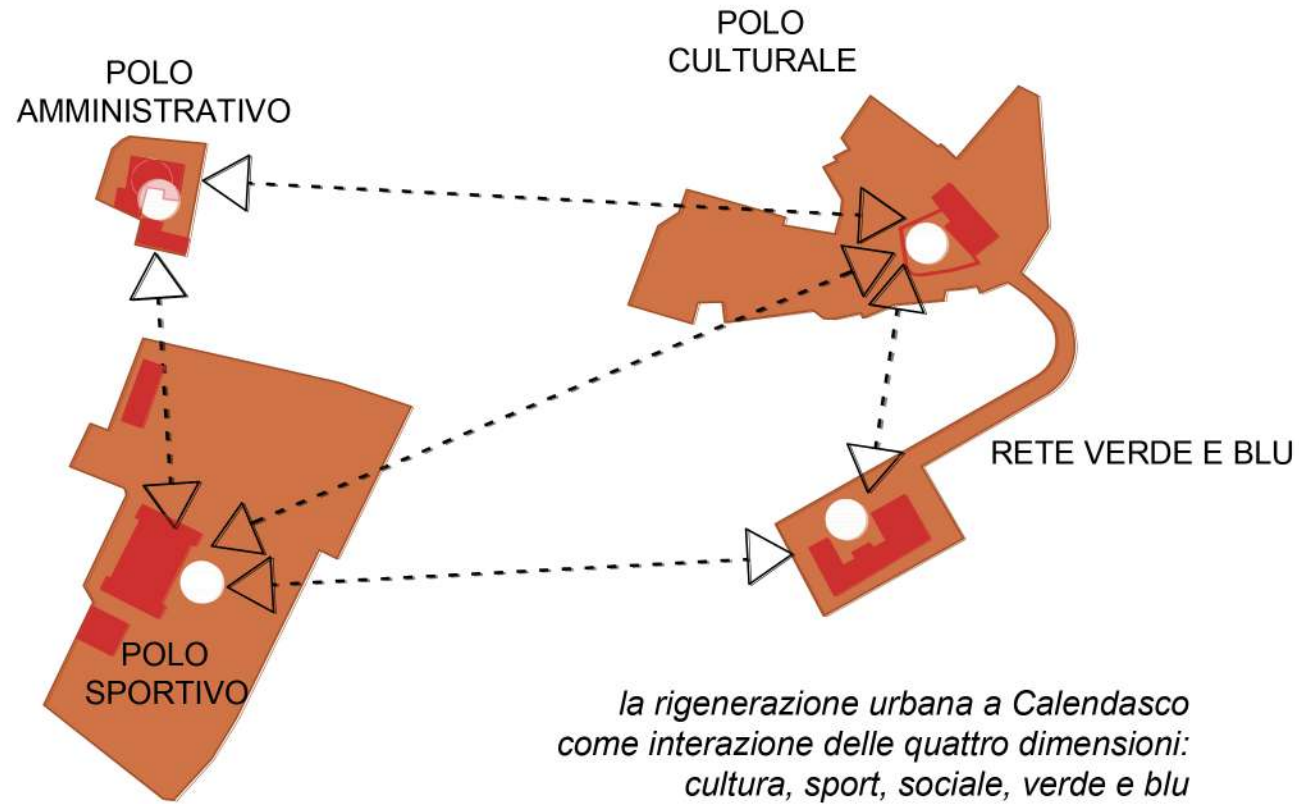 POLO
CULTURALE
POLO
AMMINISTRATIVO
RETE VERDE E BLU
POLO
SPORTIVO
la rigenerazione urbana a Calendasco
come interazione delle quattro dimensioni:
cultura, sport, sociale, verde e blu